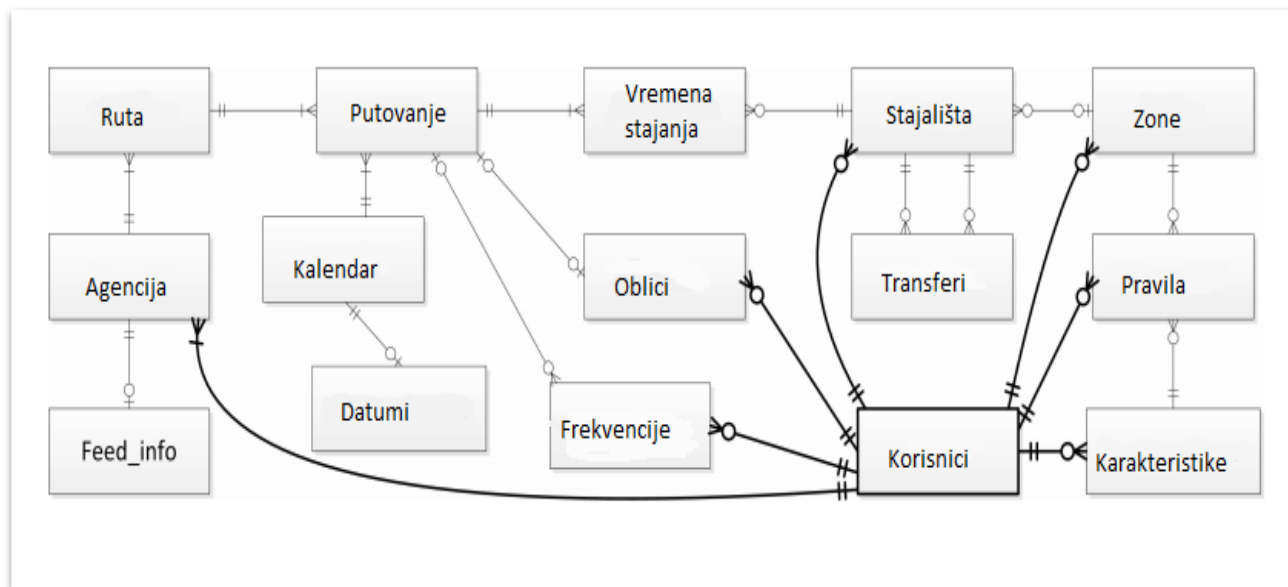 Ruta
Putovanje
Vremena
stajanja
Stajališta
Zone
Agencija
Kalendar
Oblici
Transferi
Pravila
Feed_info
Datumi
Frekvencije
Korisnici
Karakteristike